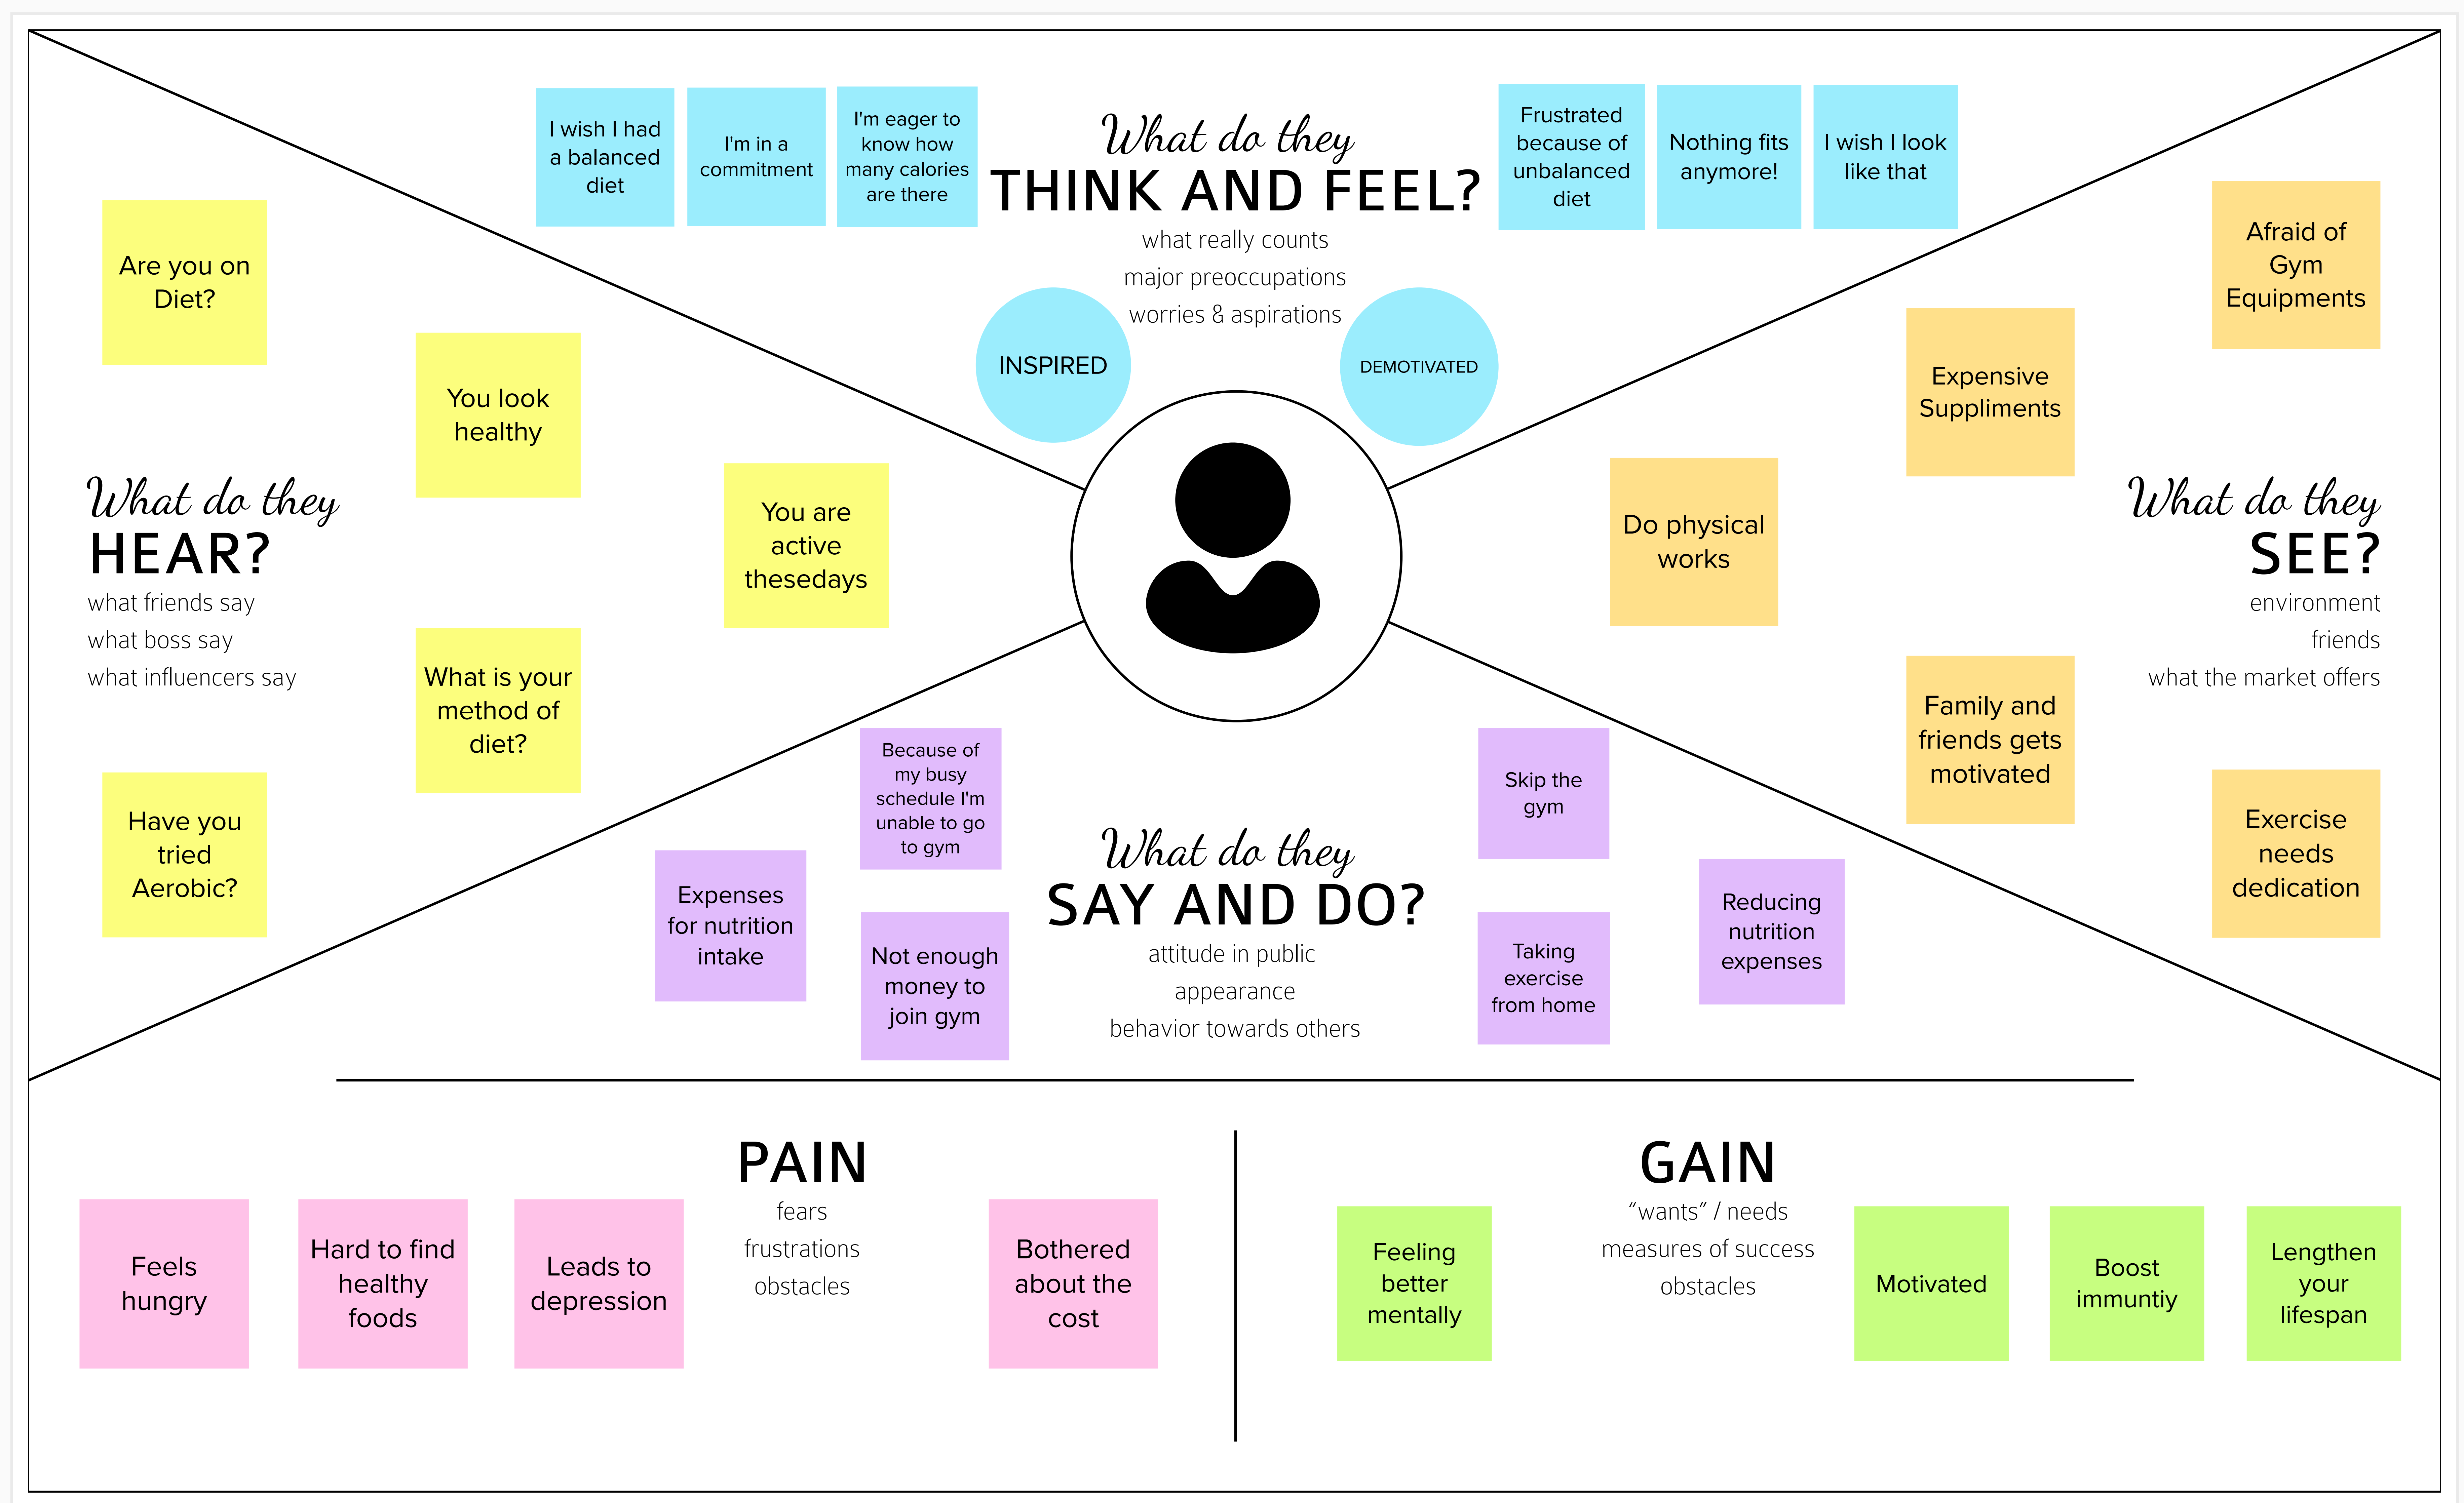 I wish I had
a balanced
diet
I'm in a
commitment
I'm eager to
know how
many calories
are there
What do they
THINK AND FEEL?
what really counts
major preoccupations
worries & aspirations
Frustrated
because of
unbalanced
diet
Nothing fits
anymore!
I wish I look
like that
INSPIRED
DEMOTIVATED
Are you on
Diet?
You look
healthy
You are
active
thesedays
What do they
HEAR?
what friends say
what boss say
what influencers say
What is your
method of
diet?
Have you
tried
Aerobic?
Afraid of
Gym
Equipments
Expensive
Suppliments
Do physical
works
What do they
SEE?
environment
friends
what the market offers
Family and
friends gets
motivated
Exercise
needs
dedication
Because of
my busy
schedule I'm
unable to go
to gym
Expenses
for nutrition
intake
Not enough
money to
join gym
What do they
SAY AND DO?
attitude in public
appearance
behavior towards others
Skip the
gym
Taking
exercise
from home
Reducing
nutrition
expenses
PAIN
fears
frustrations
obstacles
Feels
hungry
Hard to find
healthy
foods
Leads to
depression
Bothered
about the
cost
GAIN
“wants” / needs
measures of success
obstacles
Feeling
better
mentally
Motivated
Boost
immuntiy
Lengthen
your
lifespan